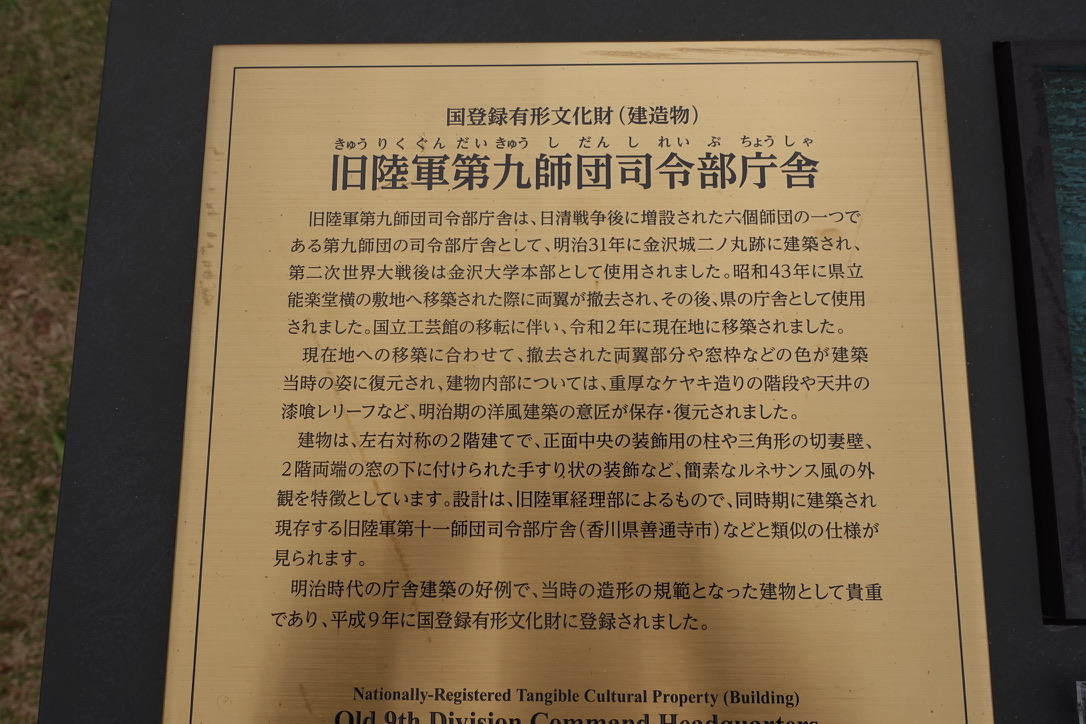 国登録有形文化財（建造物）
きゅうりくぐんだいきゅうしだんしれいぶちょうしゃ
旧陸軍第九師団司令部庁舎
旧陸軍第九師団司令部庁舎は、日清戦争後に増設された六個師団の一つで
ある第九師団の司令部庁舎として、明治31年に金沢城二ノ丸跡に建築され、
第二次世界大戦後は金沢大学本部として使用されました。昭和43年に県立
能楽堂横の敷地へ移築された際に両翼が撤去され、その後、県の庁舎として使用
されました。国立工芸館の移転に伴い、令和２年に現在地に移築されました。
現在地への移築に合わせて、撤去された両翼部分や窓枠などの色が建築
当時の姿に復元され、建物内部については、重厚なケヤキ造りの階段や天井の
漆喰レリーフなど、明治期の洋風建築の意匠が保存・復元されました。
建物は、左右対称の２階建てで、正面中央の装飾用の柱や三角形の切妻壁、
２階両端の窓の下に付けられた手すり状の装飾など、簡素なルネサンス風の外
観を特徴としています。設計は、旧陸軍経理部によるもので、同時期に建築され
現存する旧陸軍第十一師団司令部庁舎（香川県善通寺市）などと類似の仕様が
見られます。
明治時代の庁舎建築の好例で、当時の造形の規範となった建物として貴重
であり、平成９年に国登録有形文化財に登録されました。
Nationally-Registered Tangible Cultural Property (Building)
Old 9th Division Command Headquarters